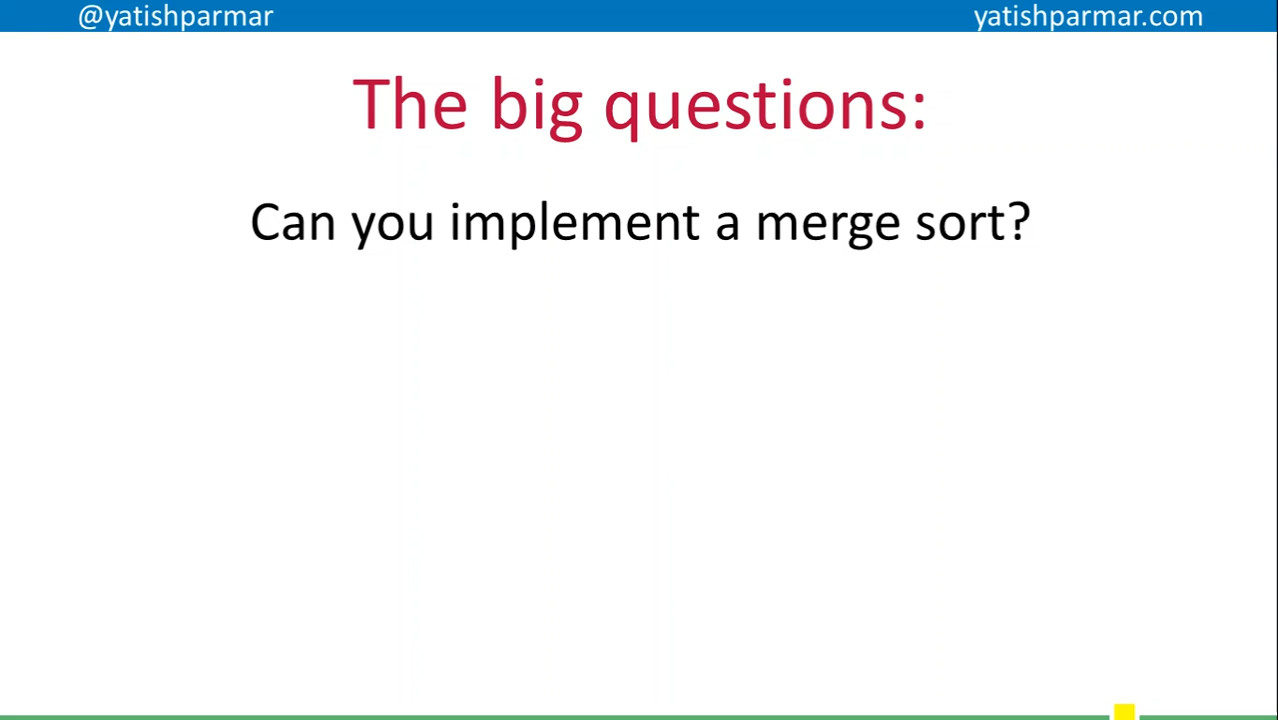 @yatishparmar
yatishparmar.com
The big questions:
Can you implement a merge sort?